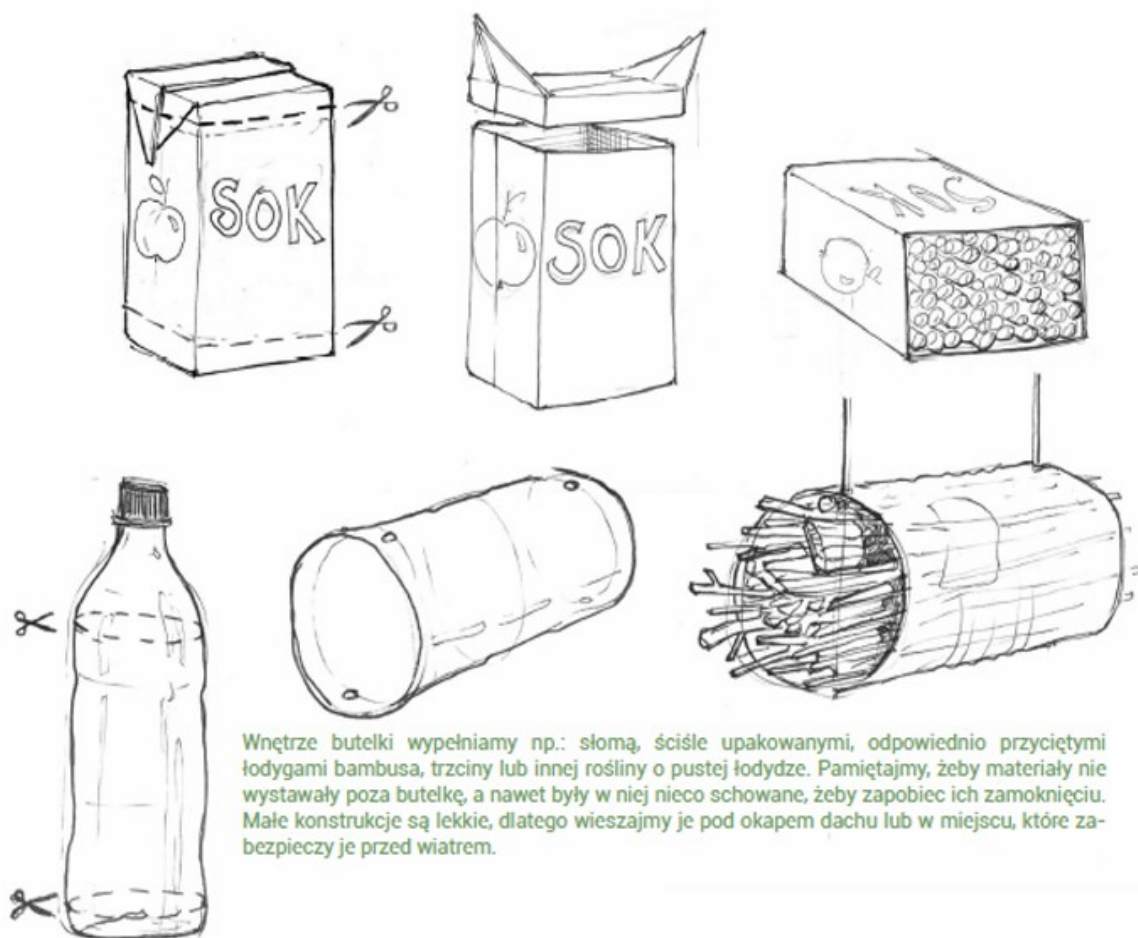 SOK
SOK
SOK
Wnętrze butelki wypełniamy np.: słomą, ściśle upakowanymi, odpowiednio przyciętymi
łodygami bambusa, trzciny lub innej rośliny o pustej łodydze. Pamiętajmy, żeby materiały nie
wystawały poza butelkę, a nawet były w niej nieco schowane, żeby zapobiec ich zamoknięciu.
Małe konstrukcje są lekkie, dlatego wieszajmy je pod okapem dachu lub w miejscu, które za-
bezpieczy je przed wiatrem.